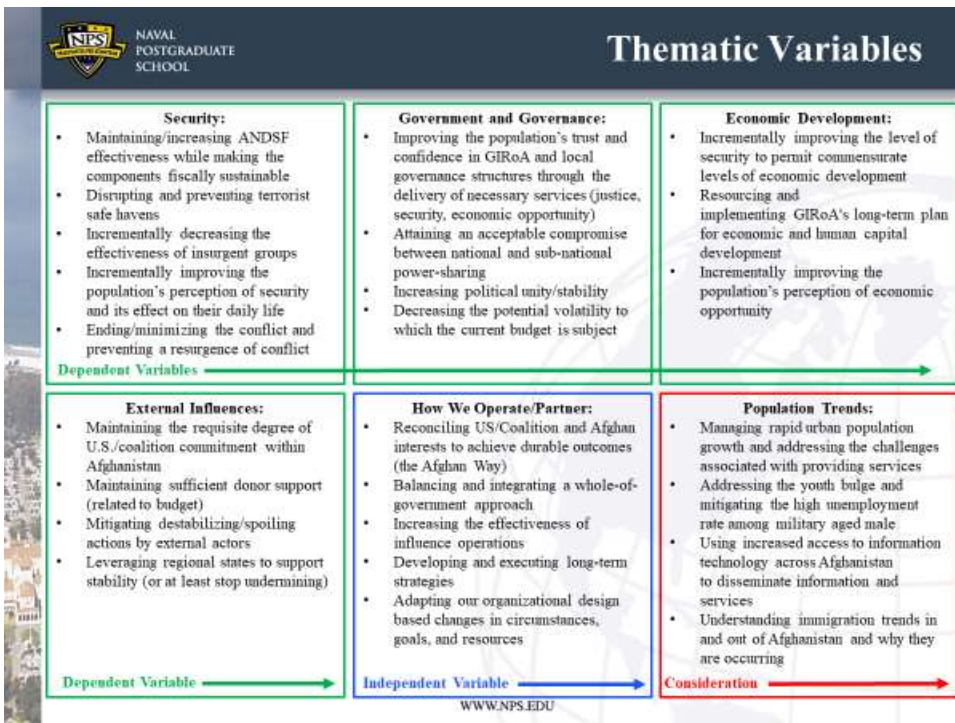 NPS
NAVAL
POSTGRADUATE
SCHOOL
Thematic Variables
Security:
• Maintaining/increasing ANDSF
effectiveness while making the
components fiscally sustainable
• Disrupting and preventing terrorist
safe havens
• Incrementally decreasing the
effectiveness of insurgent groups
• Incrementally improving the
population's perception of security
and its effect on their daily life
• Ending/minimizing the conflict and
preventing a resurgence of conflict
Government and Governance:
• Improving the population's trust and
confidence in GIRoA and local
governance structures through the
delivery of necessary services (justice,
security, economic opportunity)
• Attaining an acceptable compromise
between national and sub-national
power-sharing
• Increasing political unity/stability
• Decreasing the potential volatility to
which the current budget is subject
Economic Development:
• Incrementally improving the level of
security to permit commensurate
levels of economic development
• Resourcing and
implementing GIRoA's long-term plan
for economic and human capital
development
• Incrementally improving the
population's perception of economic
opportunity
Dependent Variables
External Influences:
• Maintaining the requisite degree of
U.S./coalition commitment within
Afghanistan
• Maintaining sufficient donor support
(related to budget)
• Mitigating destabilizing/spoiling
actions by external actors
• Leveraging regional states to support
stability (or at least stop undermining)
Dependent Variable
How We Operate/Partner:
• Reconciling US/Coalition and Afghan
interests to achieve durable outcomes
(the Afghan Way)
• Balancing and integrating a whole-of-
government approach
• Increasing the effectiveness of
influence operations
• Developing and executing long-term
strategies
• Adapting our organizational design
based changes in circumstances,
goals, and resources
Independent Variable
Population Trends:
• Managing rapid urban population
growth and addressing the challenges
associated with providing services
• Addressing the youth bulge and
mitigating the high unemployment
rate among military aged male
• Using increased access to information
technology across Afghanistan
to disseminate information and
services
• Understanding immigration trends in
and out of Afghanistan and why they
are occurring
Consideration
WWW.NPS.EDU